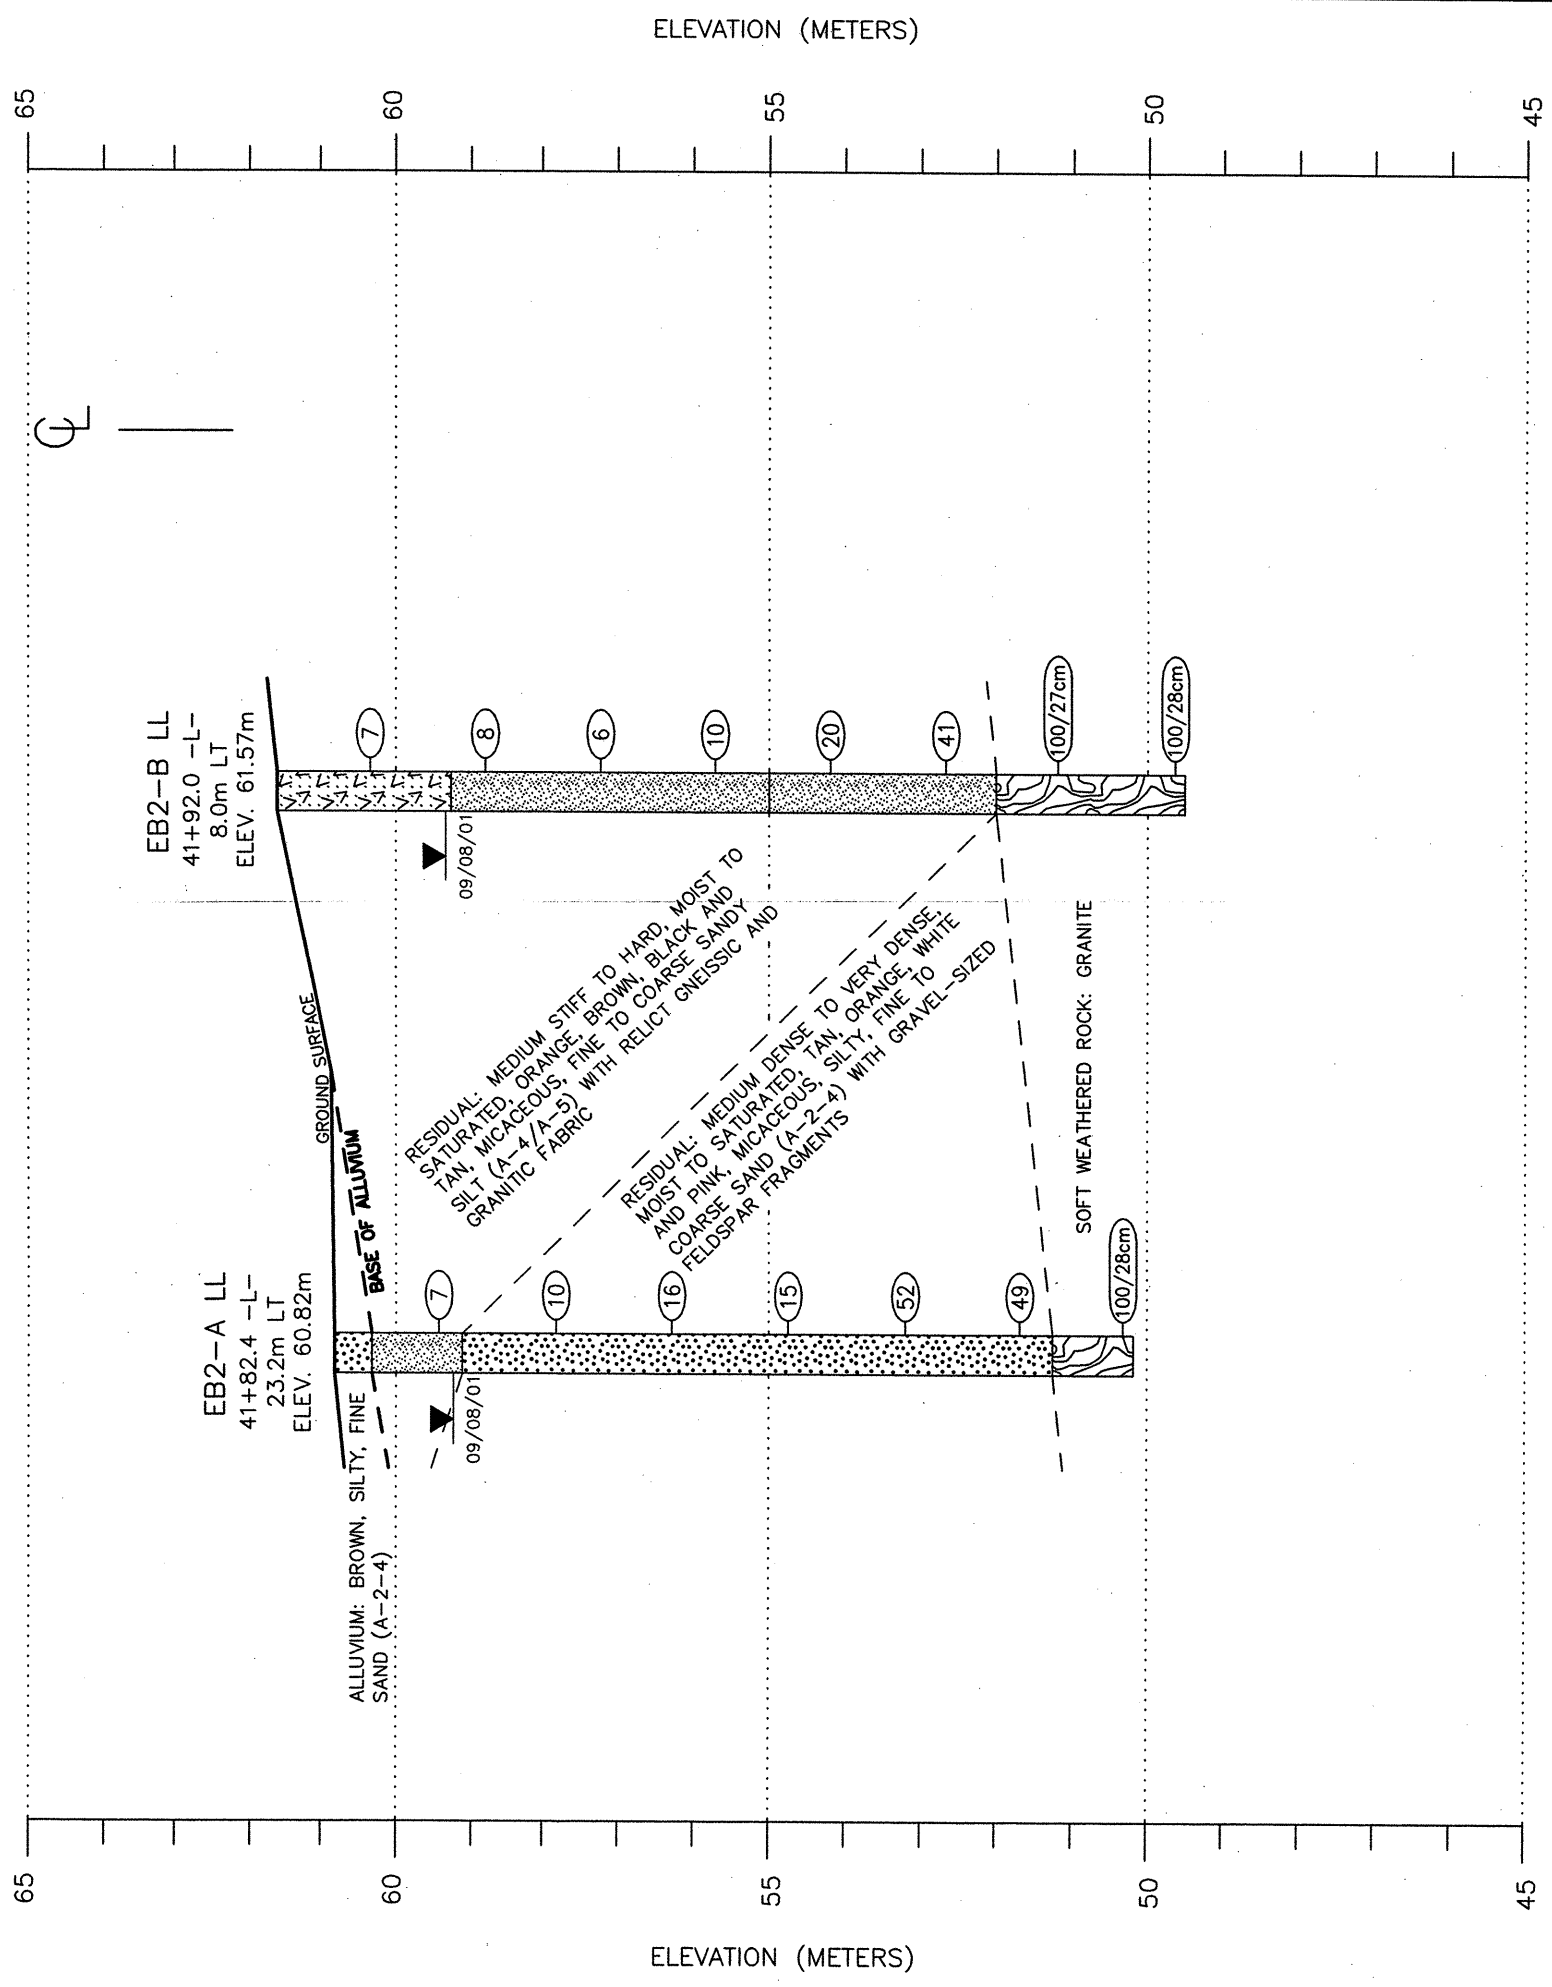 ELEVATION (METERS)
65
60
55
50
45
EB2-A LL
41+82.4 -L-
23.2m LT
ELEV. 60.82m
EB2-B LL
41+92.0 -L-
8.0m LT
ELEV. 61.57m
CL
GROUND SURFACE
BASE OF ALLUVIUM
ALLUVIUM: BROWN, SILTY, FINE
SAND (A-2-4)
7
10
16
15
52
49
100/28cm
09/08/01
RESIDUAL: MEDIUM STIFF TO HARD, MOIST TO
SATURATED, ORANGE, BROWN, BLACK AND
TAN, MICACEOUS, FINE TO COARSE SANDY
SILT (A-4/A-5) WITH RELICT GNEISSIC AND
GRANITIC FABRIC
RESIDUAL: MEDIUM DENSE TO VERY DENSE,
MOIST TO SATURATED, TAN, ORANGE, WHITE
AND PINK, MICACEOUS, SILTY, FINE TO
COARSE SAND (A-2-4) WITH GRAVEL-SIZED
FELDSPAR FRAGMENTS
SOFT WEATHERED ROCK: GRANITE
7
8
6
10
20
41
100/27cm
100/28cm
09/08/01
65
60
55
50
45
ELEVATION (METERS)